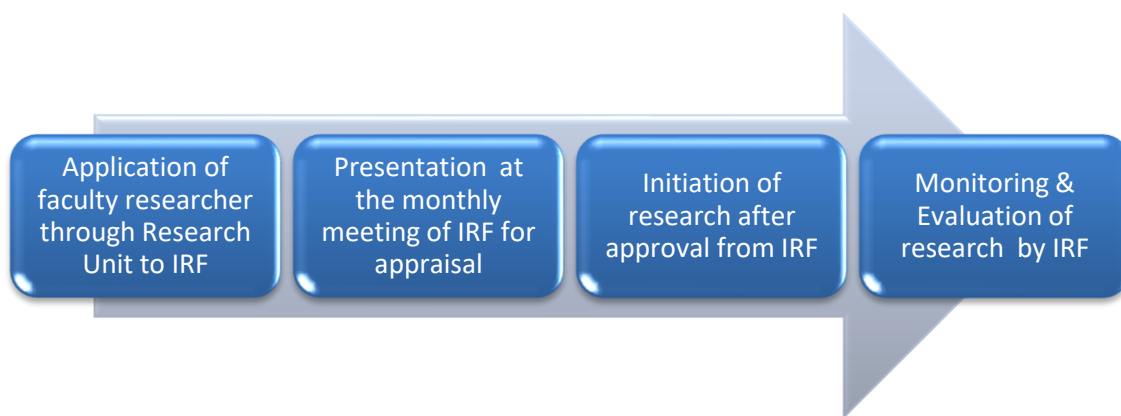 Application of
faculty researcher
through Research
Unit to IRF
Presentation at
the monthly
meeting of IRF for
appraisal
Initiation of
research after
approval from IRF
Monitoring &
Evaluation of
research by IRF